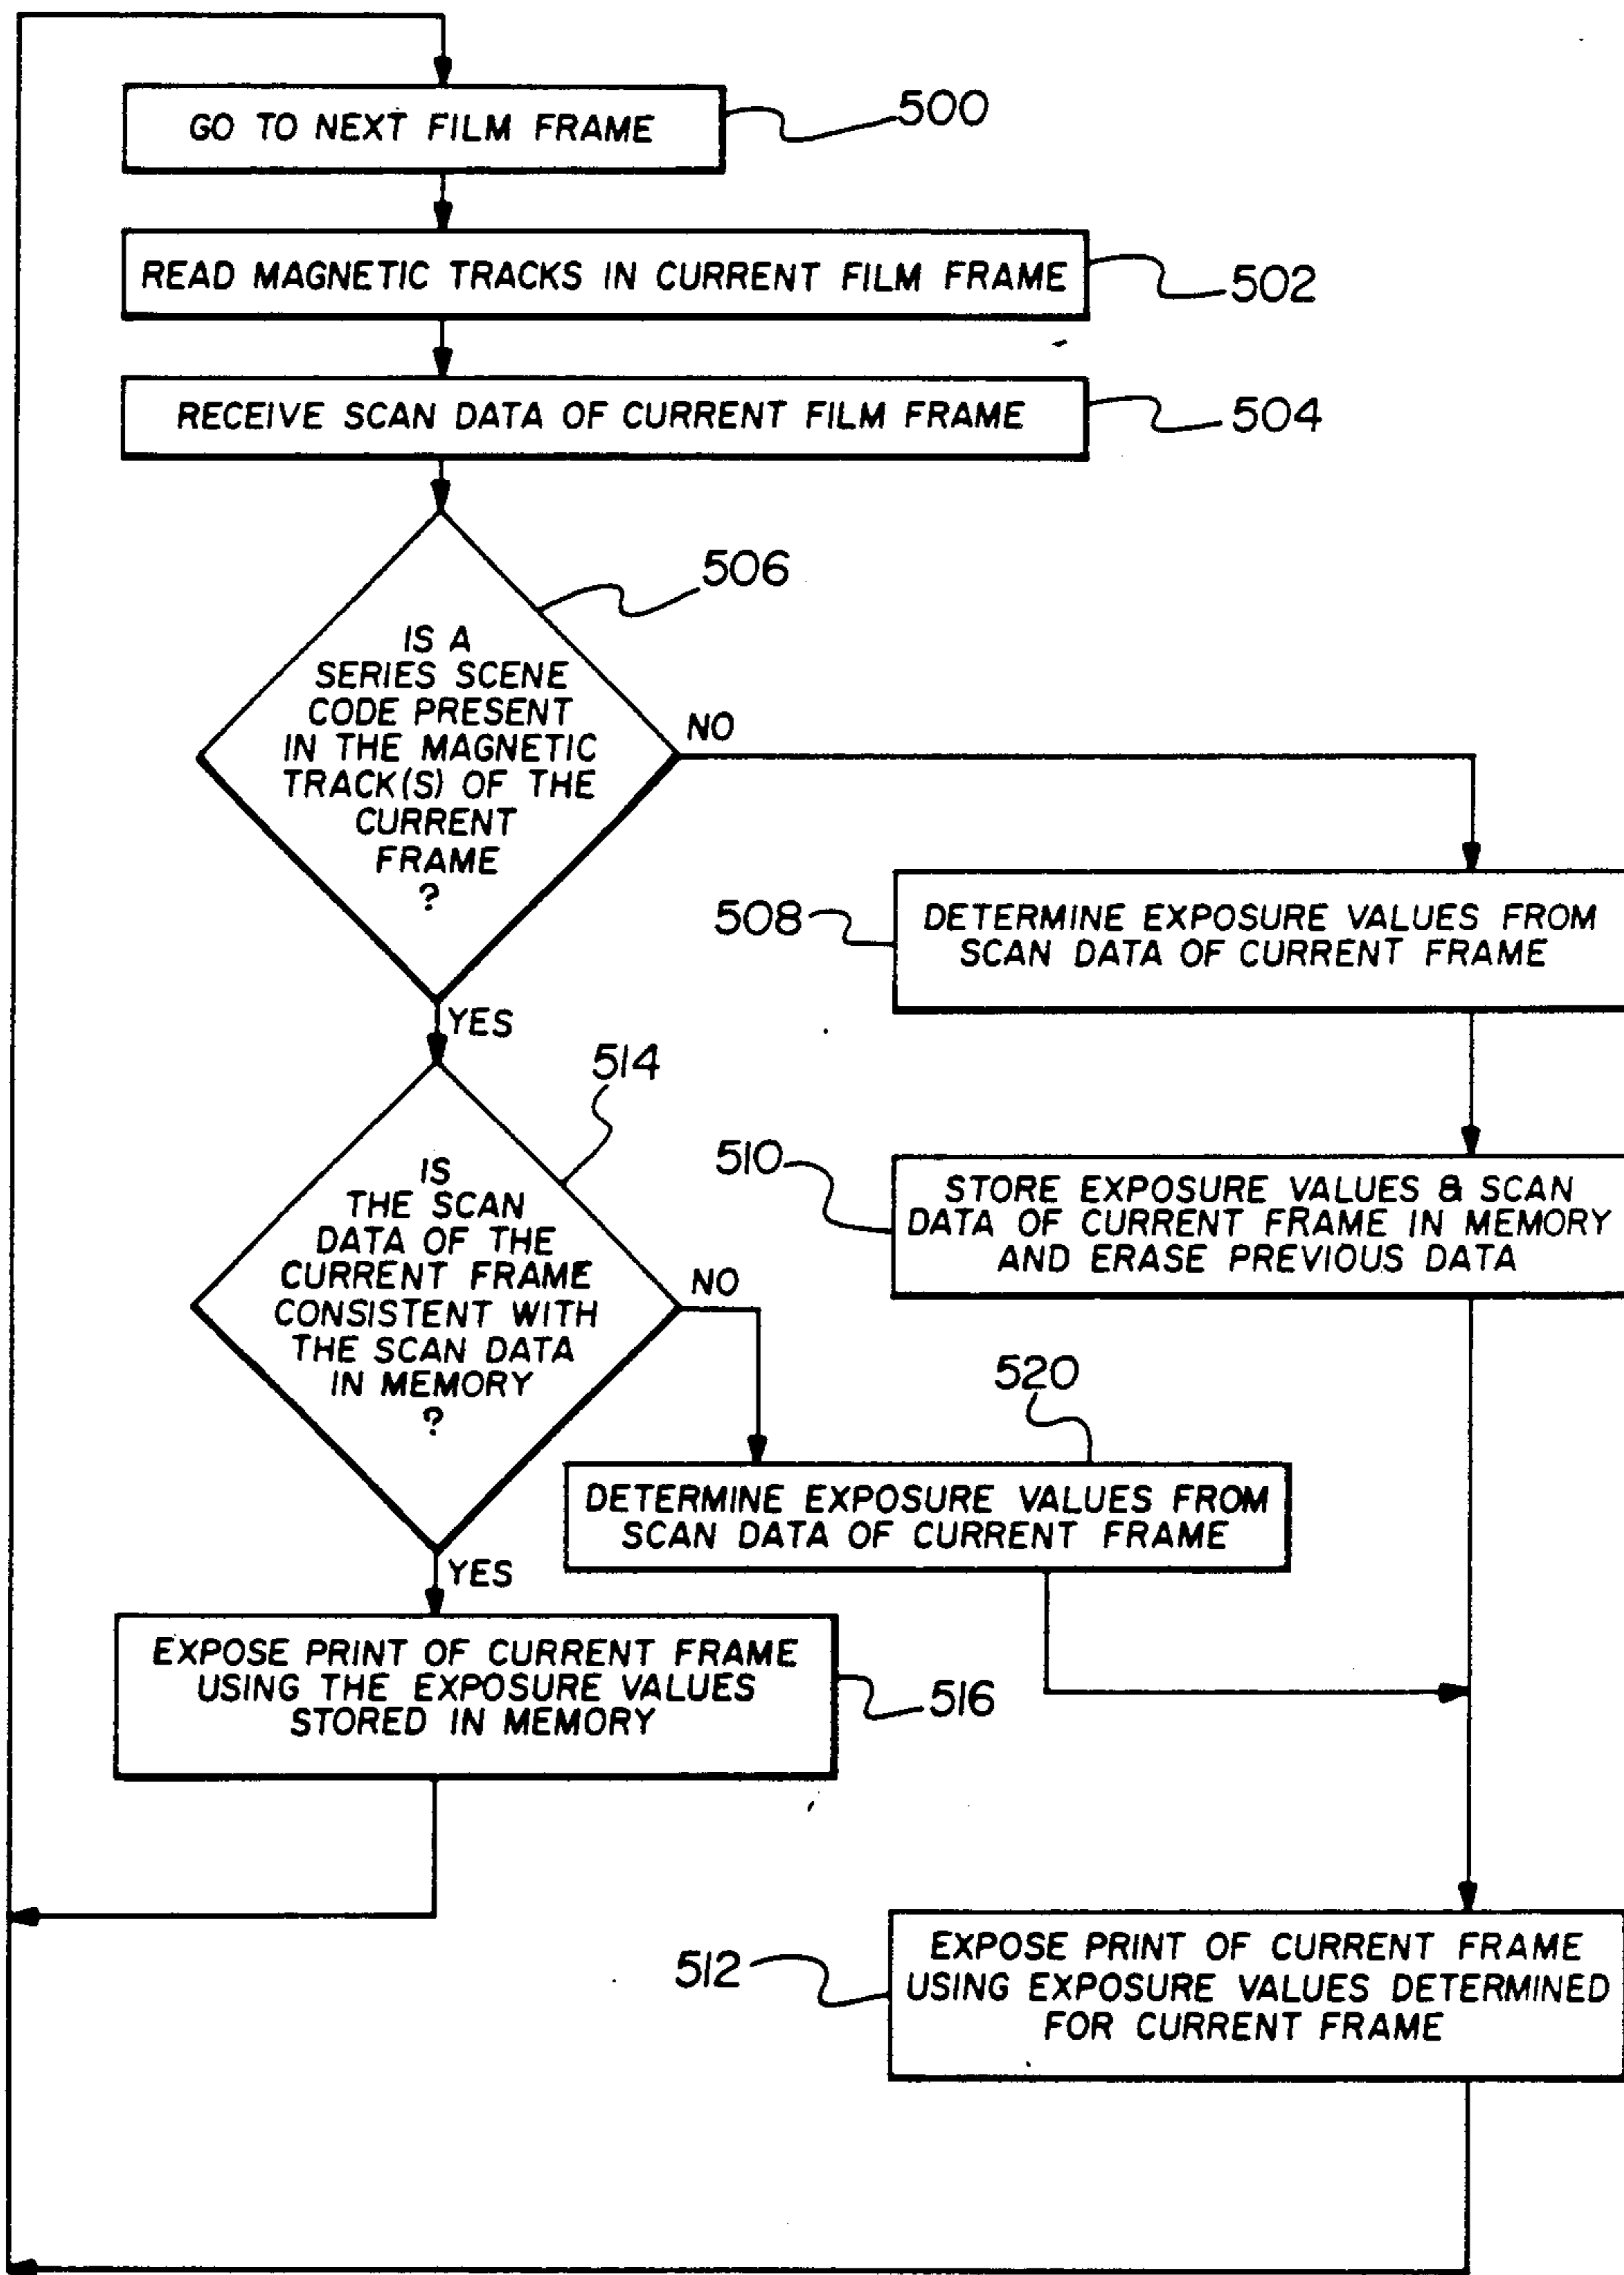 GO TO NEXT FILM FRAME
500
READ MAGNETIC TRACKS IN CURRENT FILM FRAME
502
RECEIVE SCAN DATA OF CURRENT FILM FRAME
504
506
IS A
SERIES SCENE
CODE PRESENT
IN THE MAGNETIC
TRACK(S) OF THE
CURRENT
FRAME
?
NO
YES
508
DETERMINE EXPOSURE VALUES FROM
SCAN DATA OF CURRENT FRAME
510
STORE EXPOSURE VALUES & SCAN
DATA OF CURRENT FRAME IN MEMORY
AND ERASE PREVIOUS DATA
514
IS
THE SCAN
DATA OF THE
CURRENT FRAME
CONSISTENT WITH
THE SCAN DATA
IN MEMORY
?
NO
YES
520
DETERMINE EXPOSURE VALUES FROM
SCAN DATA OF CURRENT FRAME
EXPOSE PRINT OF CURRENT FRAME
USING THE EXPOSURE VALUES
STORED IN MEMORY
516
512
EXPOSE PRINT OF CURRENT FRAME
USING EXPOSURE VALUES DETERMINED
FOR CURRENT FRAME